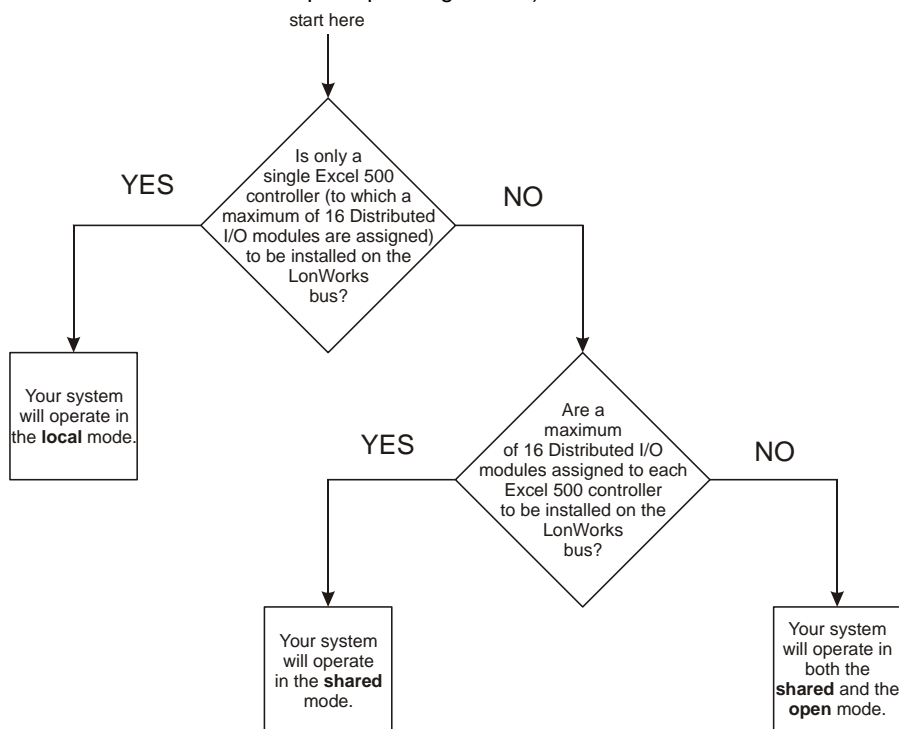 start here
Is only a
single Excel 500
controller (to which a
maximum of 16 Distributed
I/O modules are assigned)
to be installed on the
LonWorks
bus?
YES
NO
Your system
will operate in
the local mode.
Are a
maximum
of 16 Distributed I/O
modules assigned to each
Excel 500 controller
to be installed on the
LonWorks
bus?
YES
NO
Your system
will operate
in the shared
mode.
Your system
will operate in
both the
shared and the
open mode.